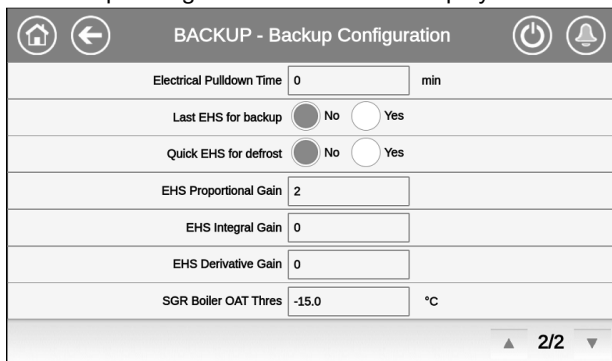 BACKUP - Backup Configuration
Electrical Pulldown Time 0 min
Last EHS for backup No Yes
Quick EHS for defrost No Yes
EHS Proportional Gain 2
EHS Integral Gain 0
EHS Derivative Gain 0
SGR Boiler OAT Thres -15.0 °C
2/2